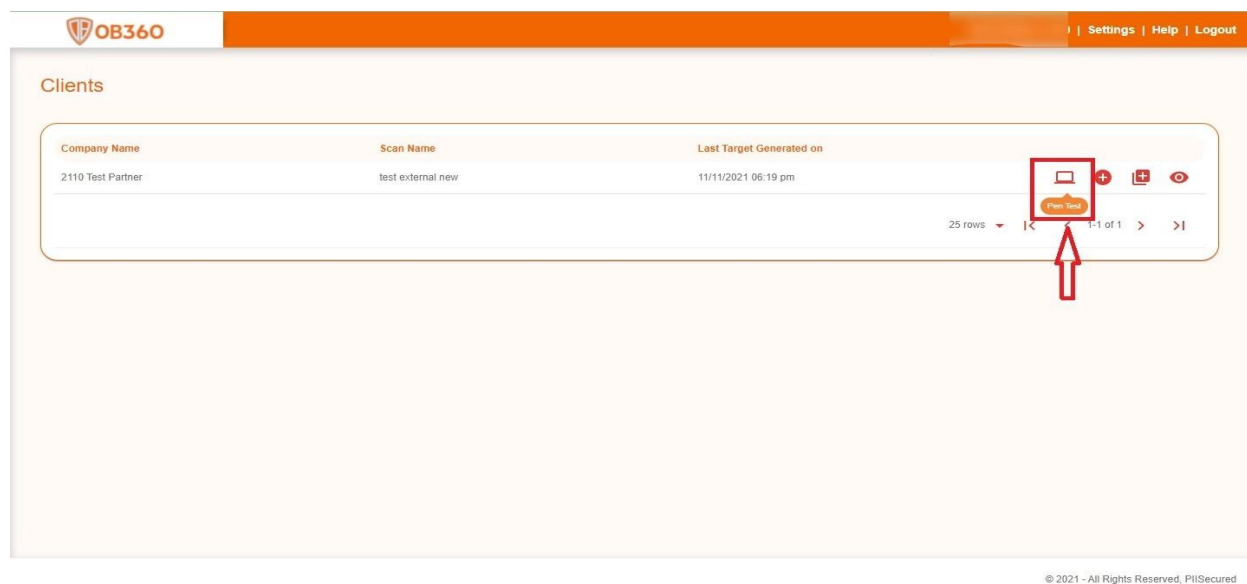 OB360
| Settings | Help | Logout
Clients
Company Name Scan Name Last Target Generated on
2110 Test Partner test external new 11/11/2021 06:19 pm
Pen Test
25 rows 1-1 of 1
© 2021 - All Rights Reserved, PIISecured